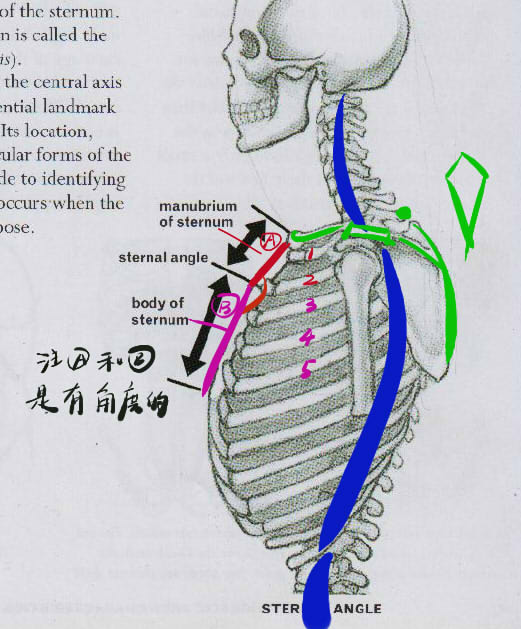 of the sternum.
n is called the
is).
the central axis
ential landmark
Its location,
cular forms of the
de to identifying
occurs when the
pose.
manubrium
of sternum
A
sternal angle
body of
sternum
B
1
2
3
4
5
注A和B
是有角度的
STER ANGLE